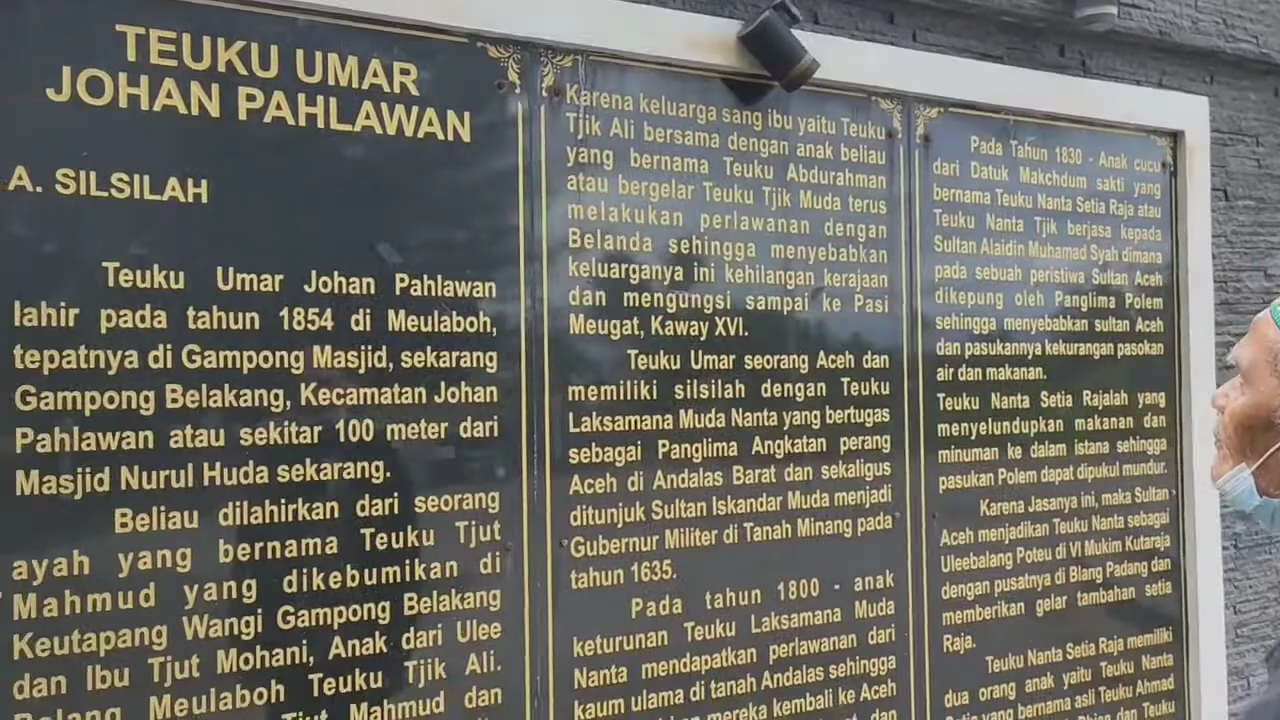 TEUKU UMAR
JOHAN PAHLAWAN
A. SILSILAH
Teuku Umar Johan Pahlawan
lahir pada tahun 1854 di Meulaboh,
tepatnya di Gampong Masjid, sekarang
Gampong Belakang, Kecamatan Johan
Pahlawan atau sekitar 100 meter dari
Masjid Nurul Huda sekarang.
Beliau dilahirkan dari seorang
ayah yang bernama Teuku Tjut
Mahmud yang dikebumikan di
Keutapang Wangi Gampong Belakang
dan Ibu Tjut Mohani, Anak dari Ulee
Balang Meulaboh Teuku Tjik Ali.
Tjut Mahmud dan
Karena keluarga sang ibu yaitu Teuku
Tjik Ali bersama dengan anak beliau
yang bernama Teuku Abdurahman
atau bergelar Teuku Tjik Muda terus
melakukan perlawanan dengan
Belanda sehingga menyebabkan
keluarganya ini kehilangan kerajaan
dan mengungsi sampai ke Pasi
Meugat, Kaway XVI.
Teuku Umar seorang Aceh dan
memiliki silsilah dengan Teuku
Laksamana Muda Nanta yang bertugas
sebagai Panglima Angkatan perang
Aceh di Andalas Barat dan sekaligus
ditunjuk Sultan Iskandar Muda menjadi
Gubernur Militer di Tanah Minang pada
tahun 1635.
Pada tahun 1800 - anak
keturunan Teuku Laksamana Muda
Nanta mendapatkan perlawanan dari
kaum ulama di tanah Andalas sehingga
mereka kembali ke Aceh
dan
Pada Tahun 1830 - Anak cucu
dari Datuk Makchdum sakti yang
bernama Teuku Nanta Setia Raja atau
Teuku Nanta Tjik berjasa kepada
Sultan Alaidin Muhamad Syah dimana
pada sebuah peristiwa Sultan Aceh
dikepung oleh Panglima Polem
sehingga menyebabkan sultan Aceh
dan pasukannya kekurangan pasokan
air dan makanan.
Teuku Nanta Setia Rajalah yang
menyelundupkan makanan dan
minuman ke dalam istana sehingga
pasukan Polem dapat dipukul mundur.
Karena Jasanya ini, maka Sultan
Aceh menjadikan Teuku Nanta sebagai
Uleebalang Poteu di VI Mukim Kutaraja
dengan pusatnya di Blang Padang dan
memberikan gelar tambahan setia
Raja.
Teuku Nanta Setia Raja memiliki
dua orang anak yaitu Teuku Nanta
Setia yang bernama asli Teuku Ahmad
dan Teuku